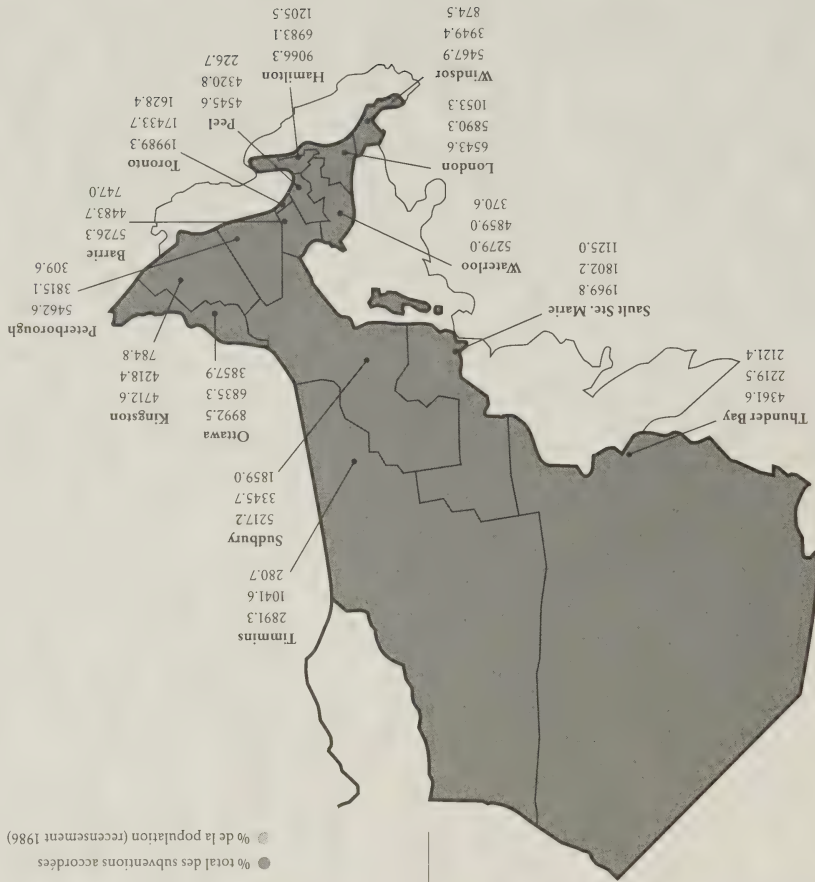 % total des subventions accordées
% de la population (recensement 1986)
Timmins
2891.3
1041.6
280.7
Sudbury
5217.2
3345.7
1859.0
Ottawa
8992.5
6835.3
3857.9
Thunder Bay
4361.6
2219.5
2121.4
Kingston
4712.6
4218.4
784.8
Peterborough
5462.6
3815.1
309.6
Sault Ste. Marie
1969.8
1802.2
1125.0
Waterloo
5279.0
4859.0
370.6
Barrie
5726.3
4483.7
747.0
Toronto
19989.3
17433.7
1628.4
London
6543.6
5890.3
1053.3
Peel
4545.6
4320.8
226.7
Hamilton
9066.3
6983.1
1205.5
Windsor
5467.9
3949.4
874.5